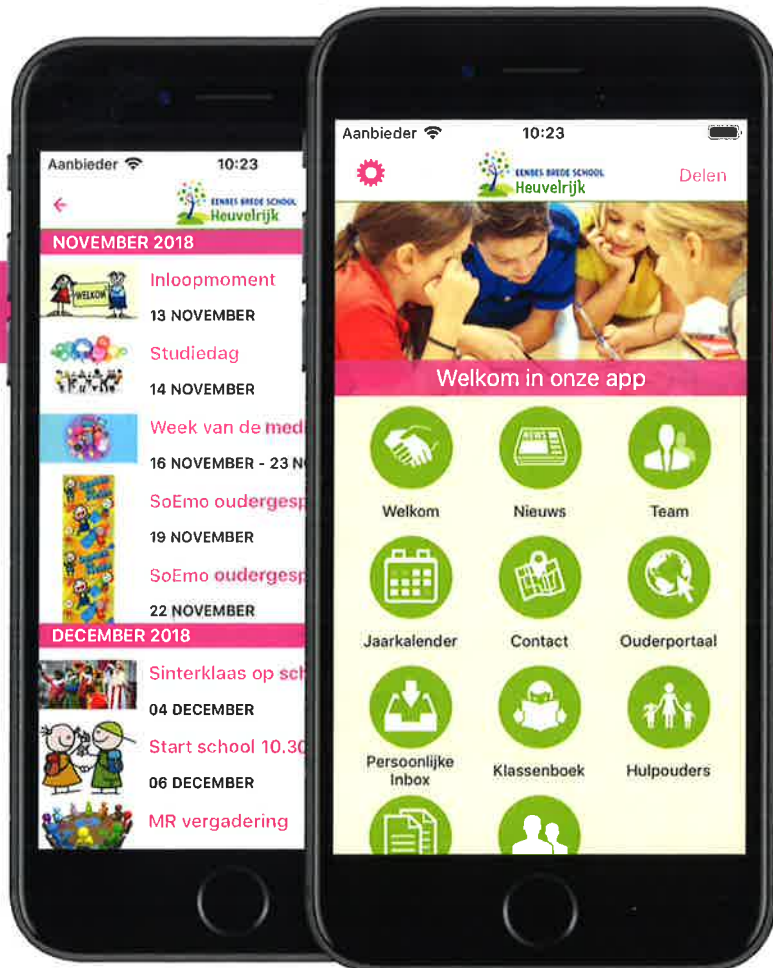 Aanbieder 10:23
EENBES BREDE SCHOOL
Heuvelrijk
NOVEMBER 2018
WELKOM
Inloopmoment
13 NOVEMBER
Studiedag
14 NOVEMBER
Week van de med
16 NOVEMBER - 23 N
SoEmo oudergesp
19 NOVEMBER
SoEmo oudergesp
22 NOVEMBER
DECEMBER 2018
Sinterklaas op sch
04 DECEMBER
Start school 10.30
06 DECEMBER
MR vergadering
Aanbieder 10:23
EENBES BREDE SCHOOL
Heuvelrijk
Delen
Welkom in onze app
NEWS
Welkom Nieuws Team
Jaarkalender Contact Ouderportaal
Persoonlijke
Inbox Klassenboek Hulpouders